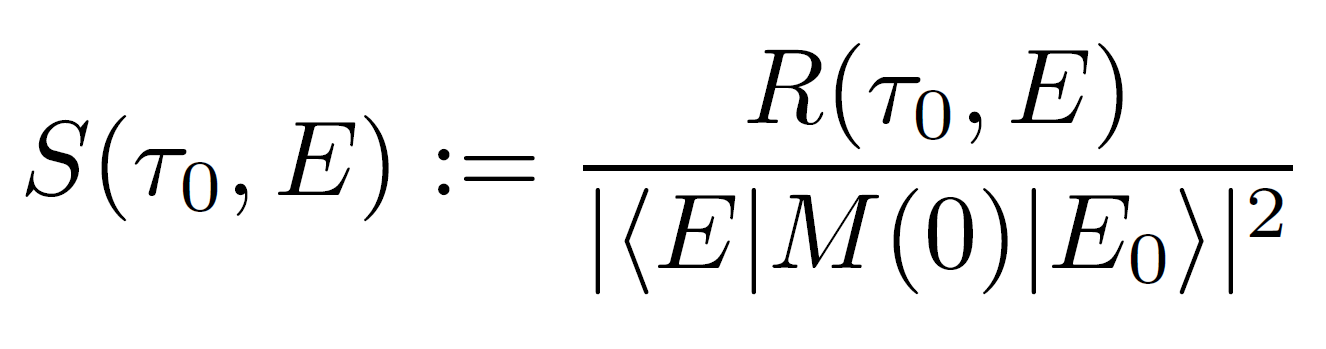 S(τ₀, E) := R(τ₀, E) / |⟨E|M(0)|E₀⟩|²